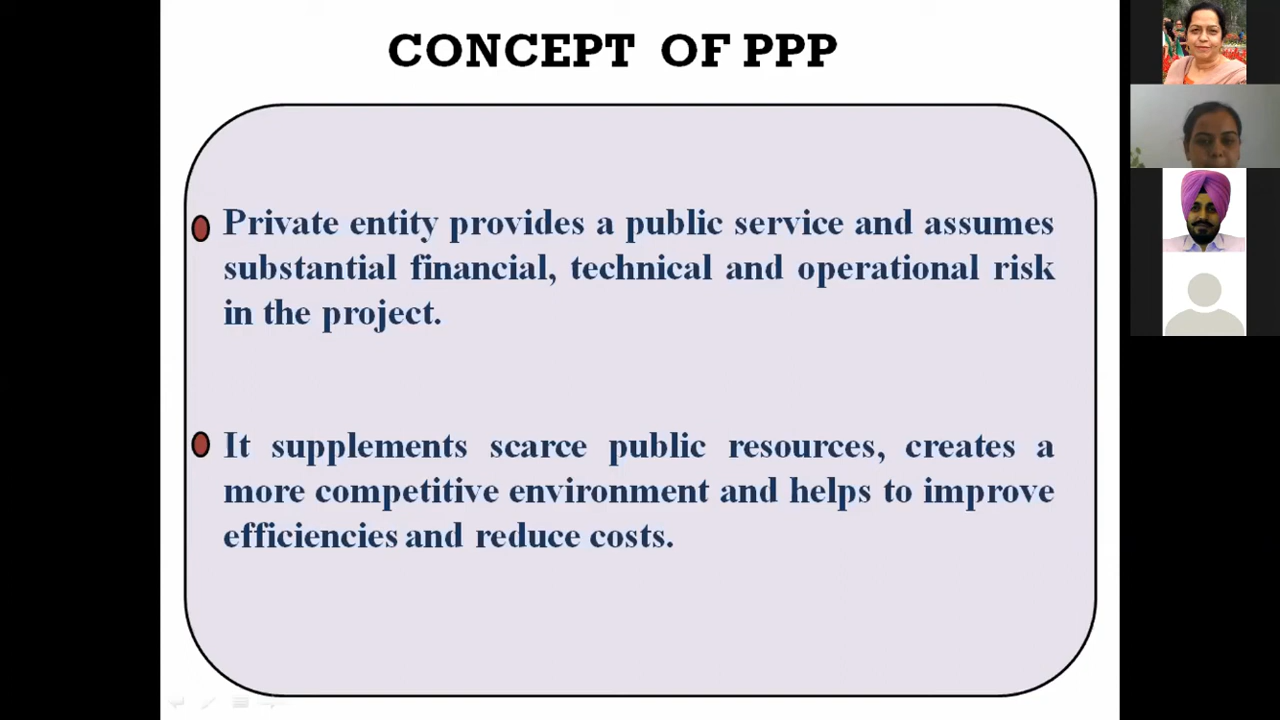 CONCEPT OF PPP
Private entity provides a public service and assumes
substantial financial, technical and operational risk
in the project.
It supplements scarce public resources, creates a
more competitive environment and helps to improve
efficiencies and reduce costs.